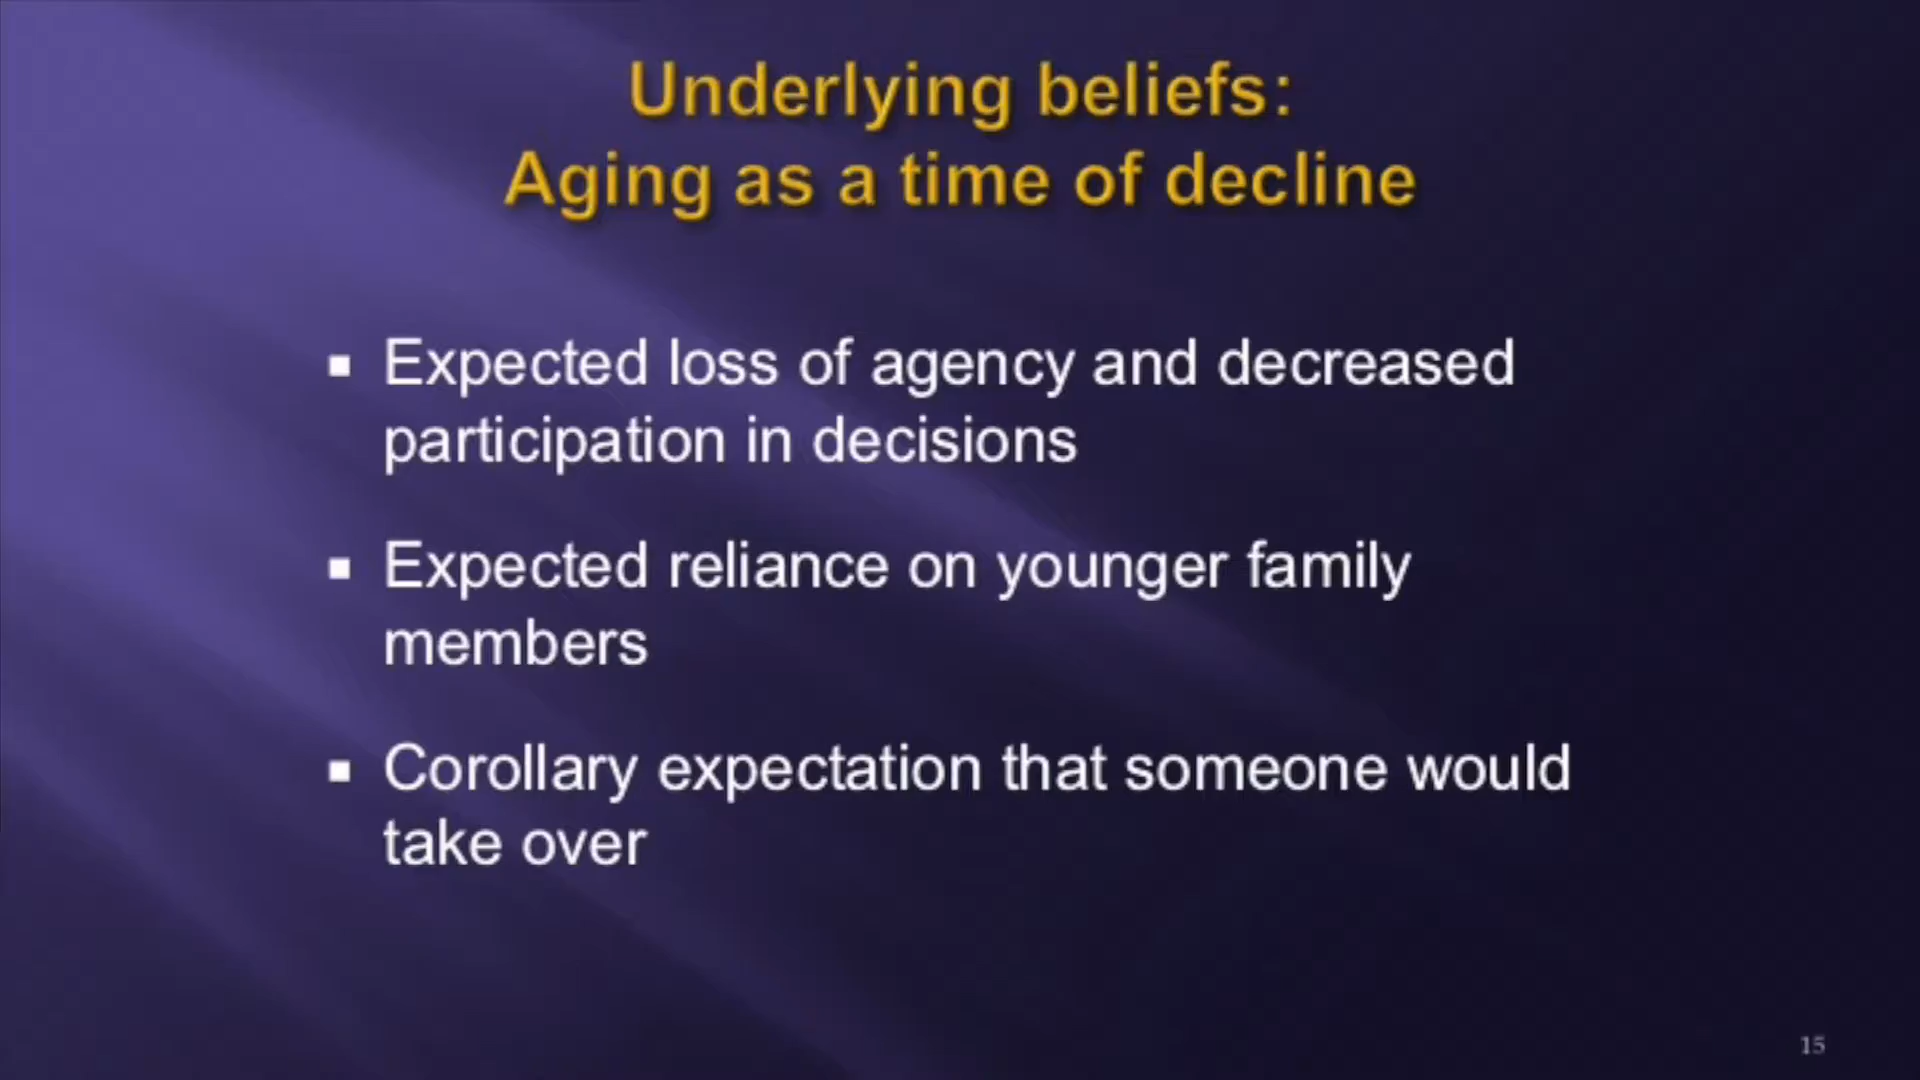 Underlying beliefs:
Aging as a time of decline
▪ Expected loss of agency and decreased
participation in decisions
▪ Expected reliance on younger family
members
▪ Corollary expectation that someone would
take over
15